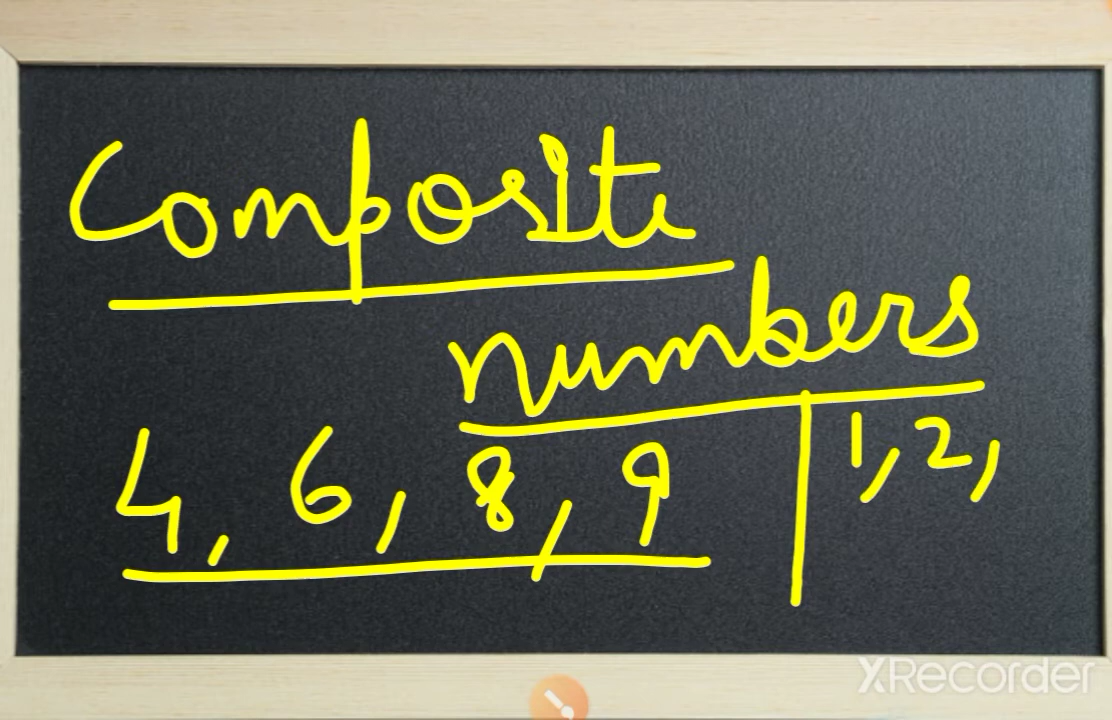 Composite
numbers
4, 6, 8, 9 | 1, 2,
XRecorder